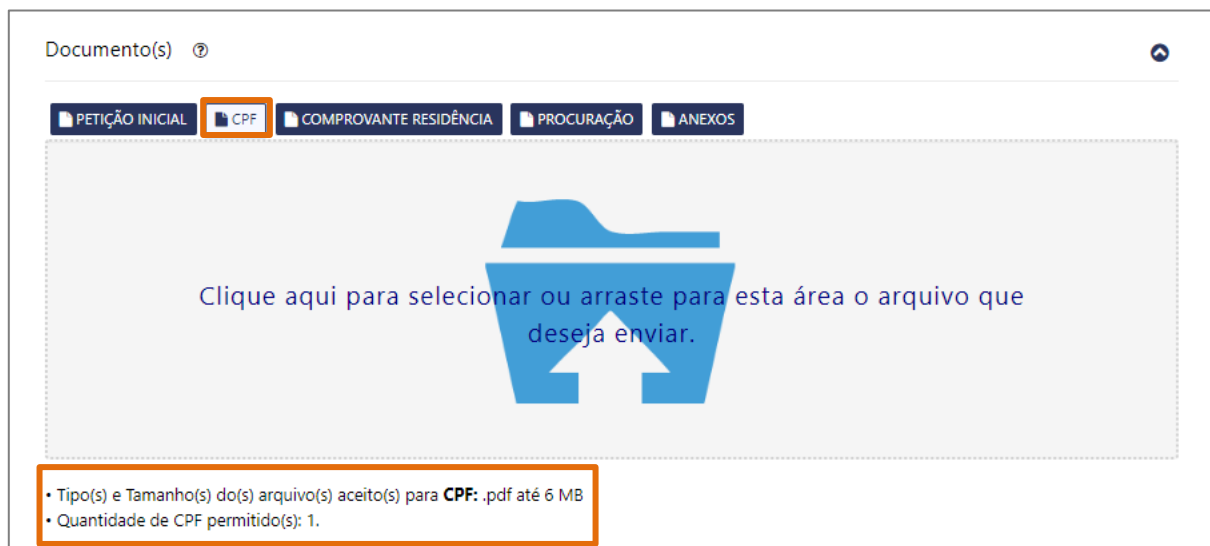 Documento(s)
PETIÇÃO INICIAL CPF COMPROVANTE RESIDÊNCIA PROCURAÇÃO ANEXOS
Clique aqui para selecionar ou arraste para esta área o arquivo que
deseja enviar.
• Tipo(s) e Tamanho(s) do(s) arquivo(s) aceito(s) para CPF: .pdf até 6 MB
• Quantidade de CPF permitido(s): 1.